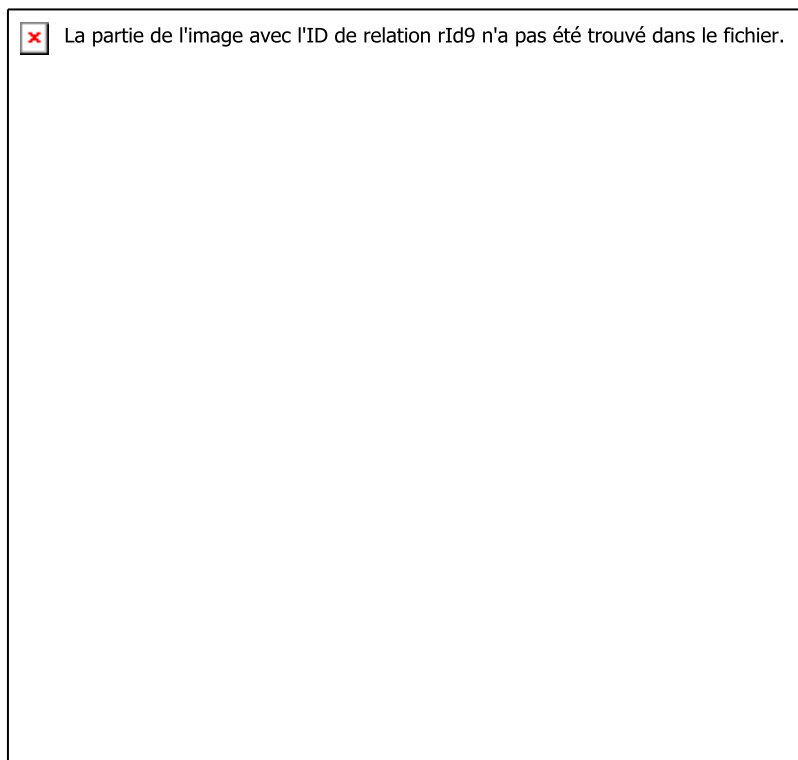 La partie de l'image avec l'ID de relation rId9 n'a pas été trouvé dans le fichier.